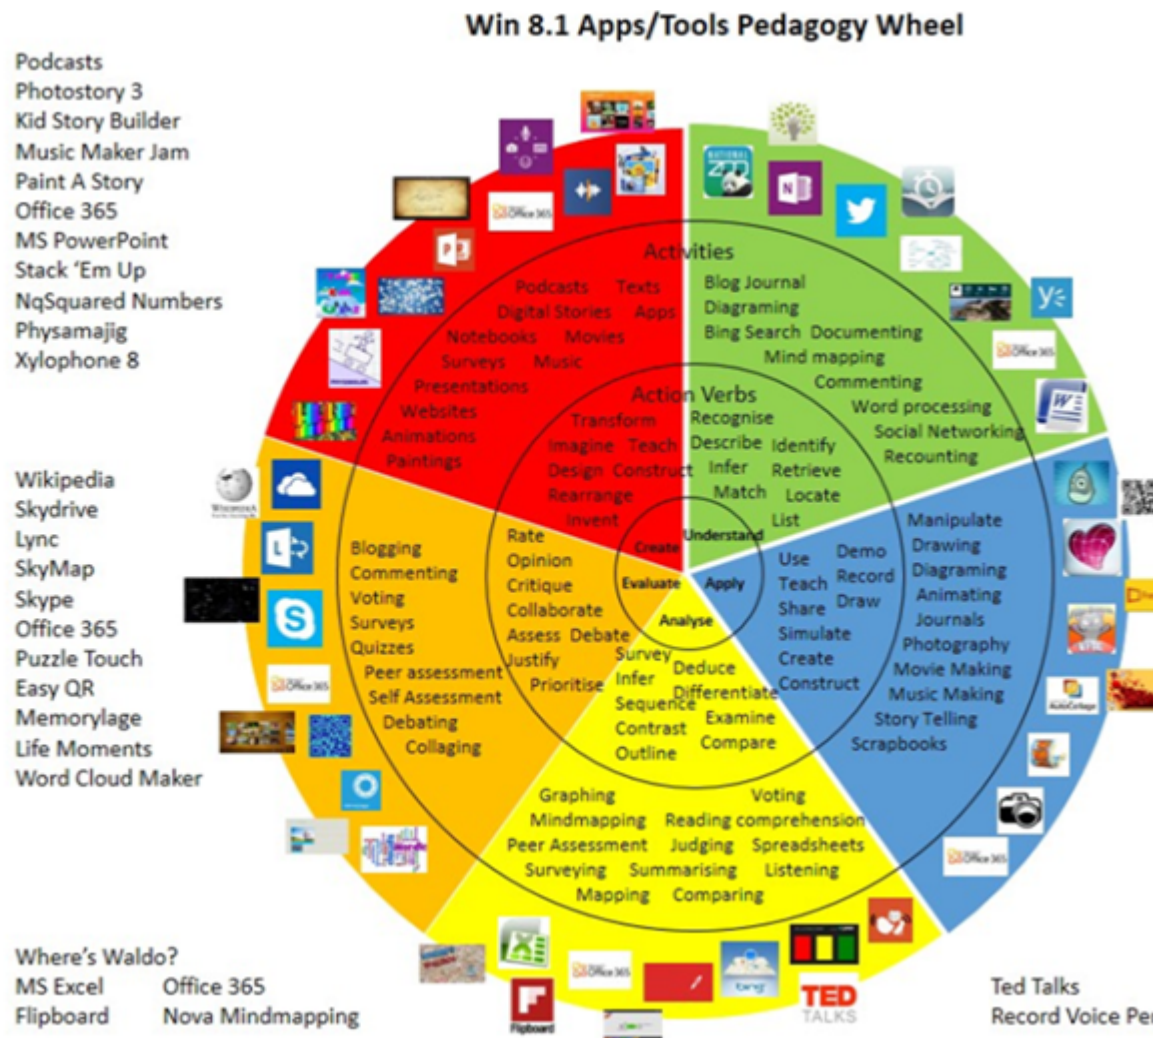 Win 8.1 Apps/Tools Pedagogy Wheel
Podcasts
Photostory 3
Kid Story Builder
Music Maker Jam
Paint A Story
Office 365
MS PowerPoint
Stack ‘Em Up
NqSquared Numbers
Physamajig
Xylophone 8
Wikipedia
Skydrive
Lync
SkyMap
Skype
Office 365
Puzzle Touch
Easy QR
Memorylage
Life Moments
Word Cloud Maker
Where’s Waldo?
MS Excel Office 365
Flipboard Nova Mindmapping
Ted Talks
Record Voice Pe
Activities
Podcasts Texts
Digital Stories Apps
Notebooks Movies
Surveys Music
Presentations
Websites
Animations
Paintings
Action Verbs
Transform
Imagine Teach
Design Construct
Rearrange
Invent
Create
Blog Journal
Diagraming
Bing Search Documenting
Mind mapping
Commenting
Word processing
Social Networking
Recounting
Recognise
Describe Identify
Infer Retrieve
Match Locate
List
Understand
Manipulate
Drawing
Diagraming
Animating
Journals
Photography
Movie Making
Music Making
Story Telling
Scrapbooks
Use Demo
Teach Record
Share Draw
Simulate
Create
Construct
Apply
Analyse
Survey Deduce
Infer Differentiate
Sequence
Contrast Examine
Outline Compare
Graphing Voting
Mindmapping Reading comprehension
Peer Assessment Judging Spreadsheets
Surveying Summarising Listening
Mapping Comparing
Evaluate
Rate
Opinion
Critique
Collaborate
Assess Debate
Justify
Prioritise
Blogging
Commenting
Voting
Surveys
Quizzes
Peer assessment
Self Assessment
Debating
Collaging
Office 365
NATIONAL
ZOO
Office 365
WIKIPEDIA
Office 365
AutoCollage
Office 365
Office 365
bing
Flipboard
TED
TALKS